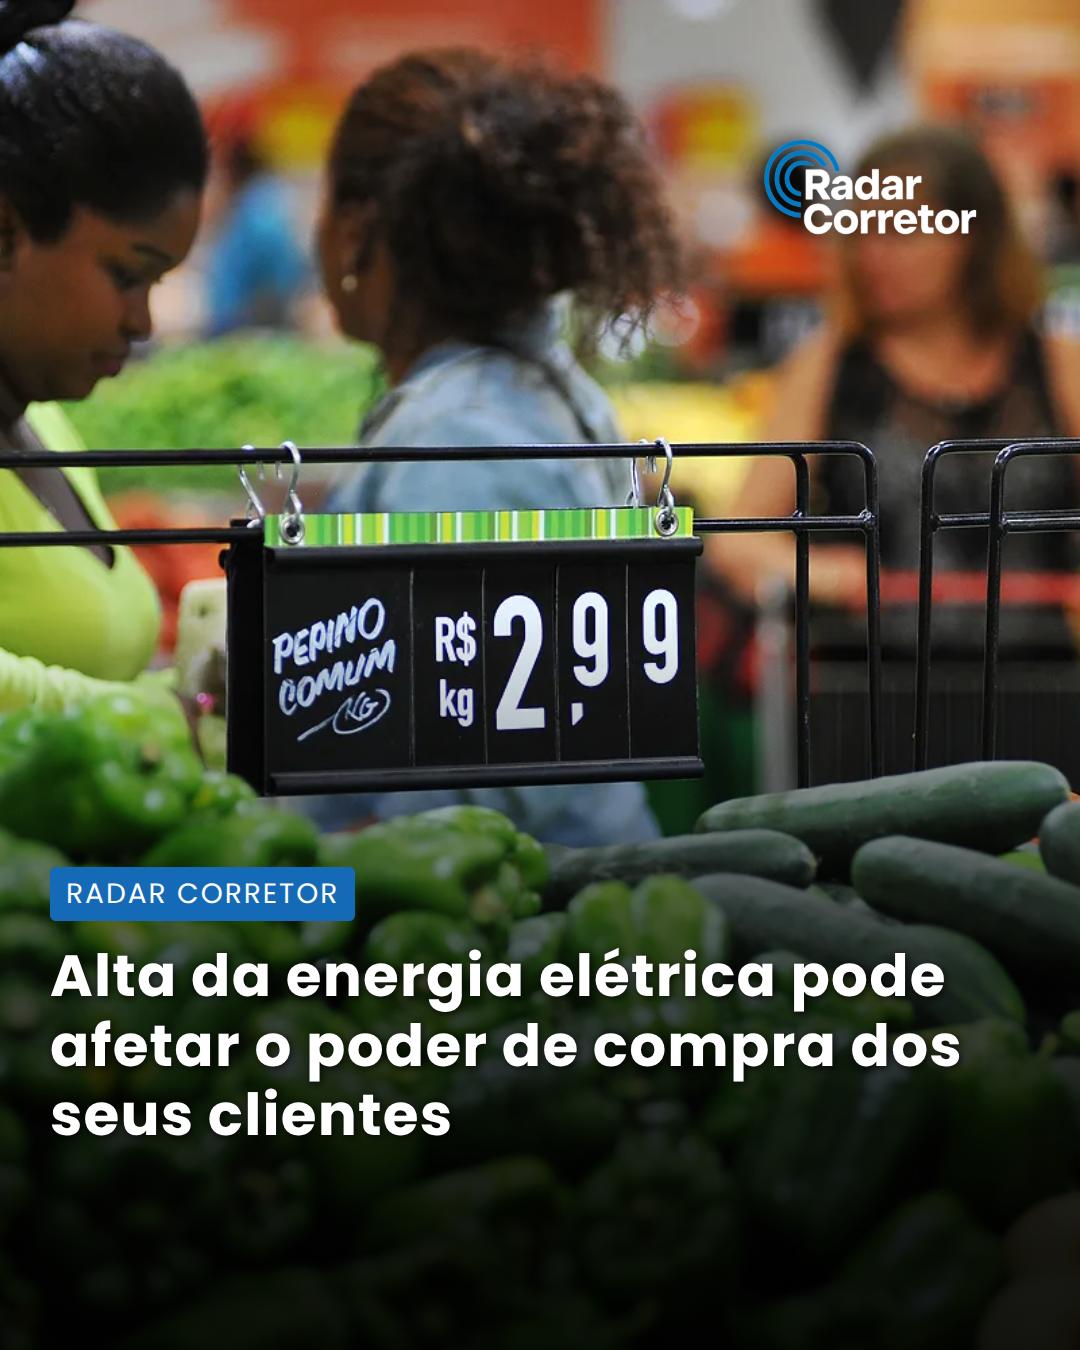 Radar
Corretor
PEPINO
COMUM
KG
R$
kg
2,99
RADAR CORRETOR
Alta da energia elétrica pode
afetar o poder de compra dos
seus clientes